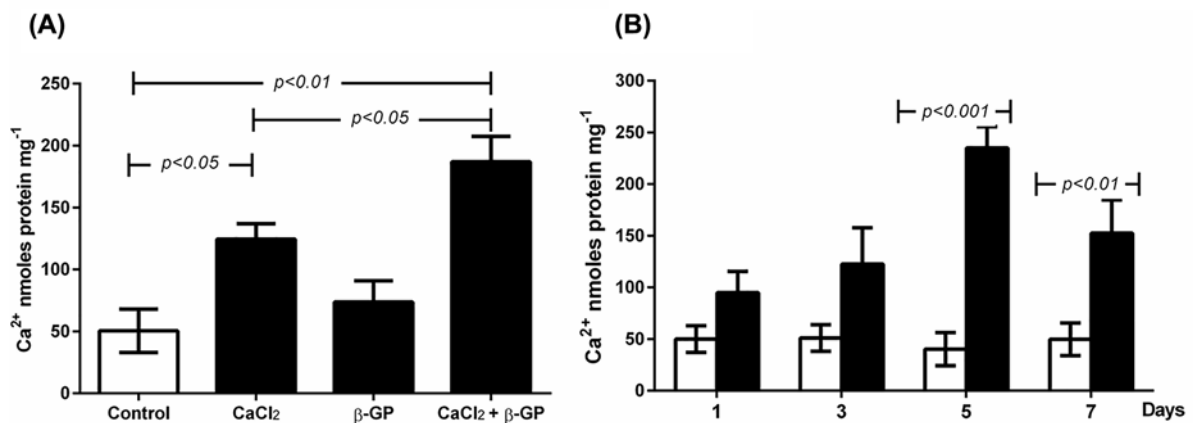 (A)
Ca²⁺ nmoles protein mg⁻¹
250
200
150
100
50
0
p<0.01
p<0.05
p<0.05
Control CaCl₂ β-GP CaCl₂ + β-GP
(B)
Ca²⁺ nmoles protein mg⁻¹
300
250
200
150
100
50
0
p<0.001
p<0.01
1 3 5 7 Days